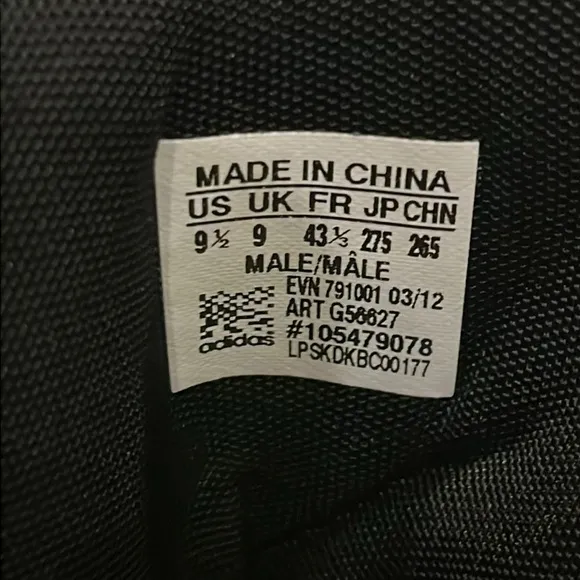 MADE IN CHINA
US UK FR JP CHN
9½ 9 43⅓ 275 265
MALE/MÂLE
EVN 791001 03/12
ART G56627
#105479078
LPSKDKBC00177
adidas